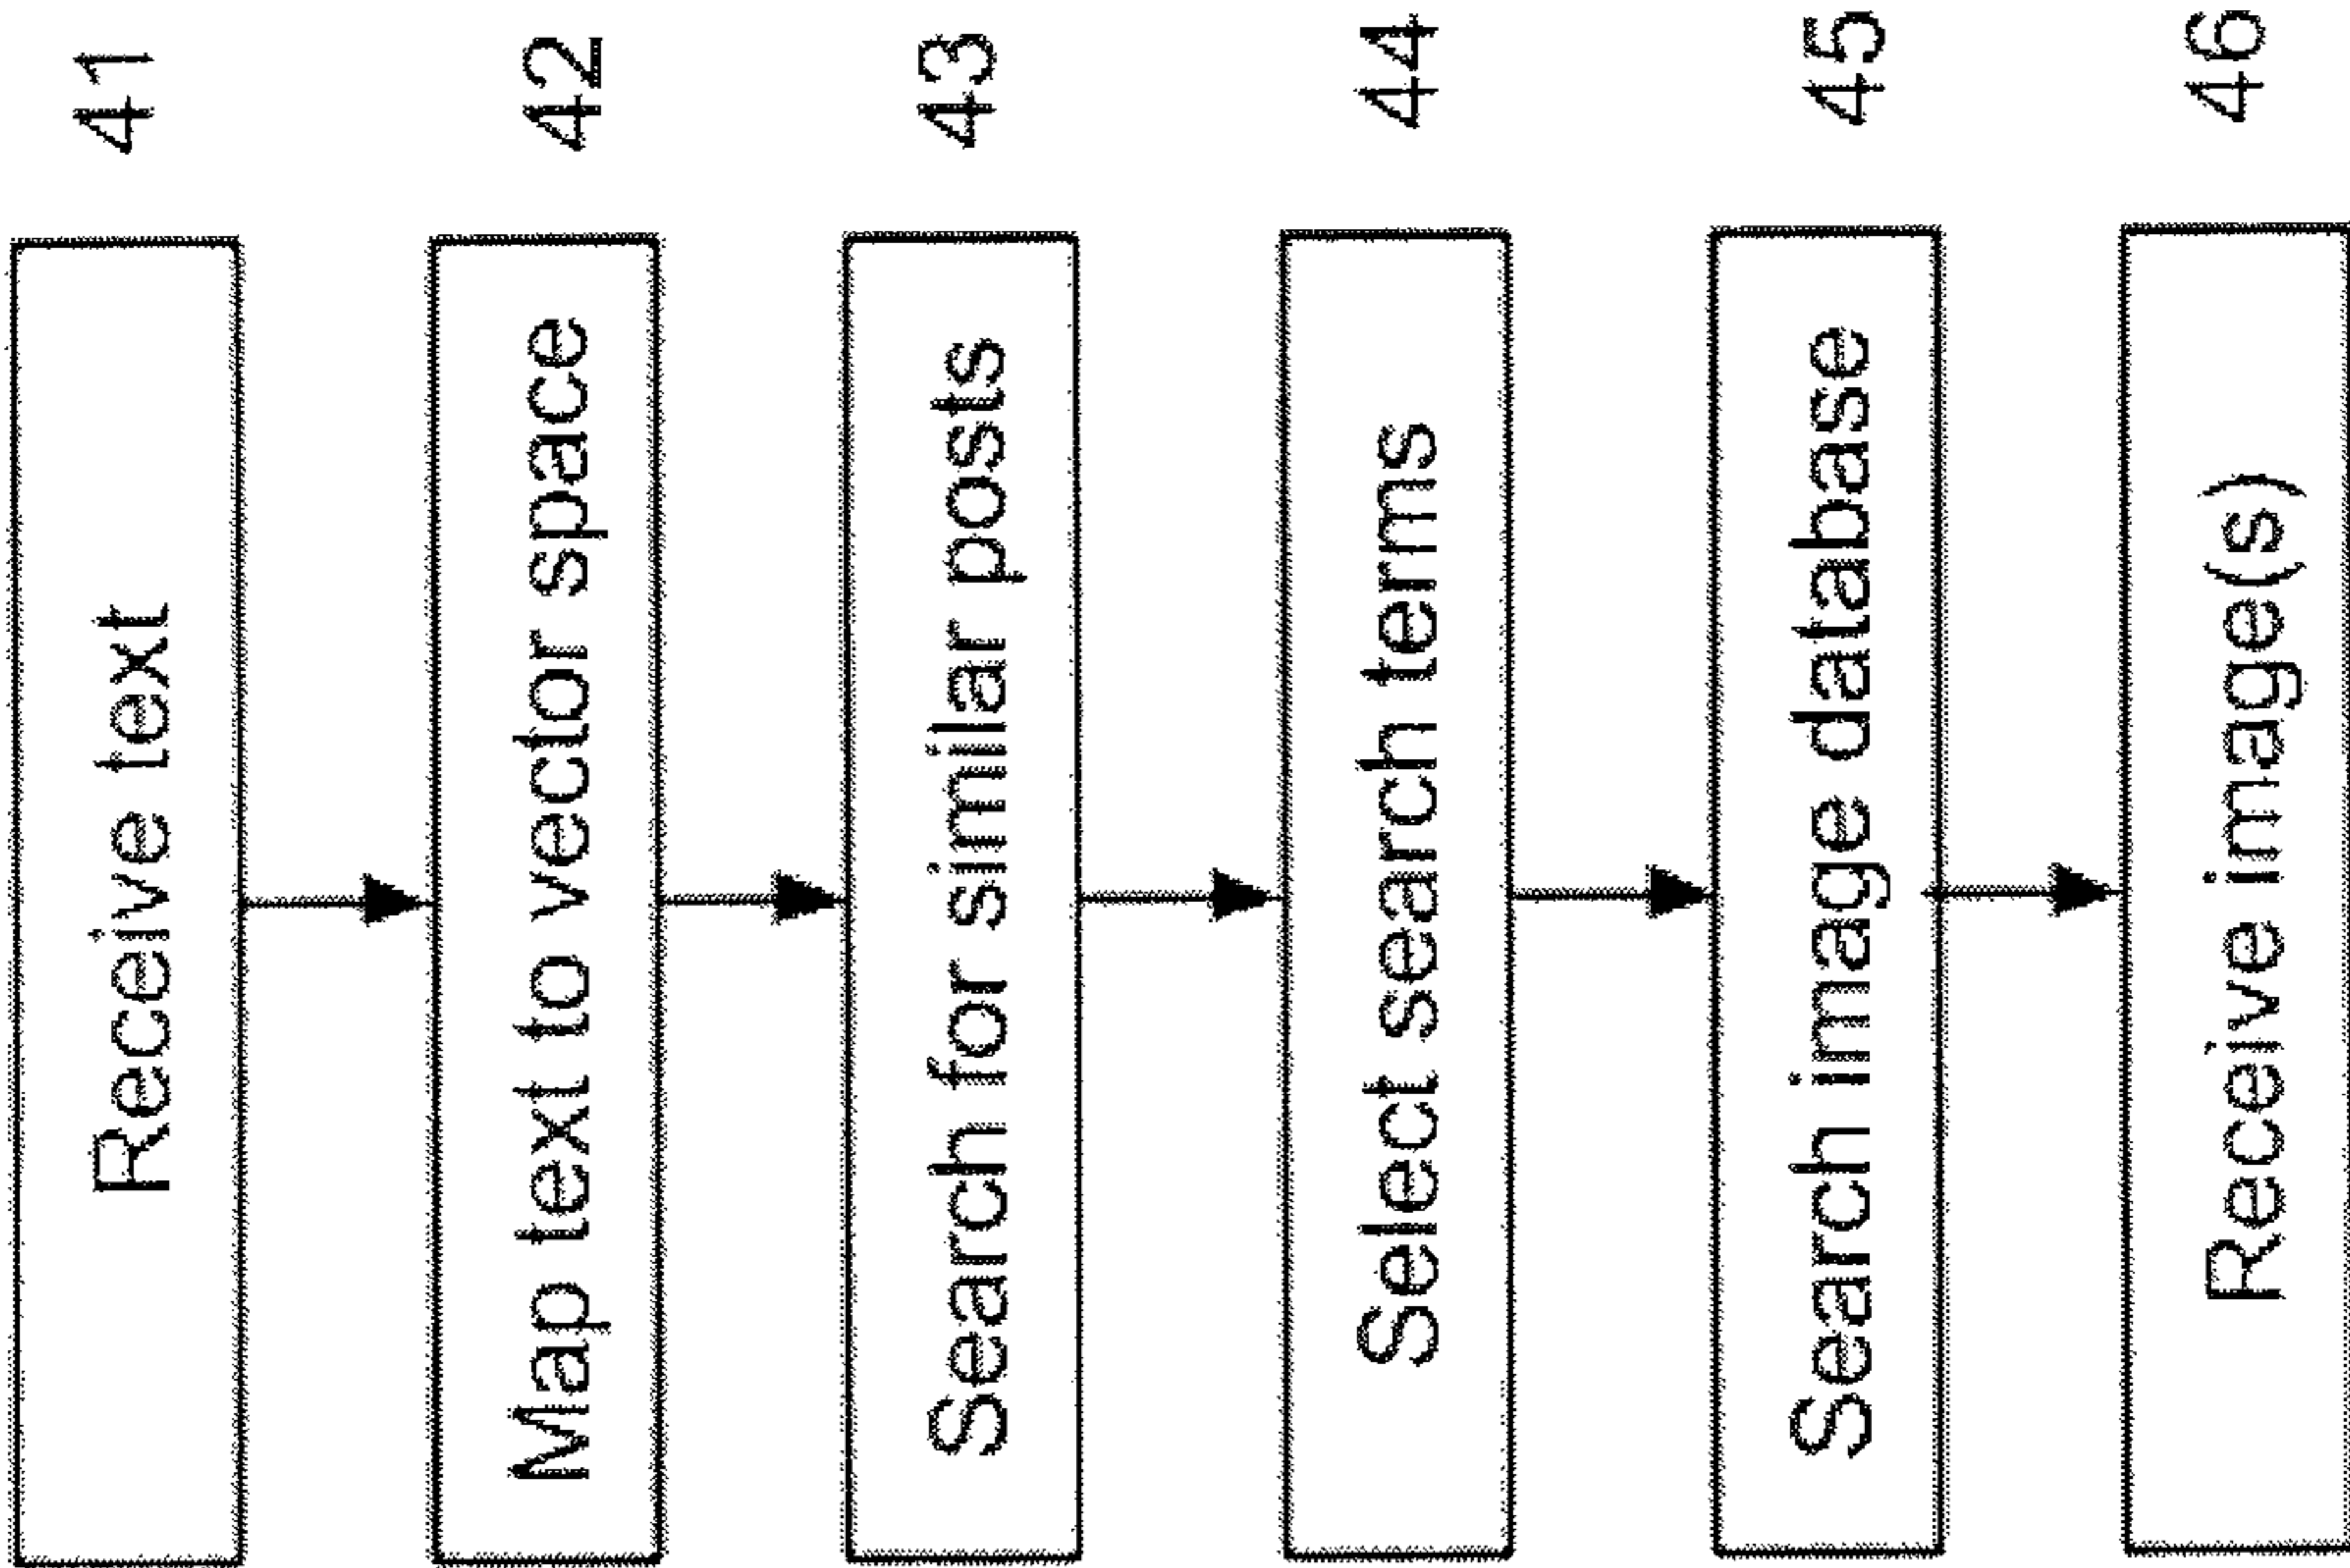 Receive text 41
Map text to vector space 42
Search for similar posts 43
Select search terms 44
Search image database 45
Receive image(s) 46